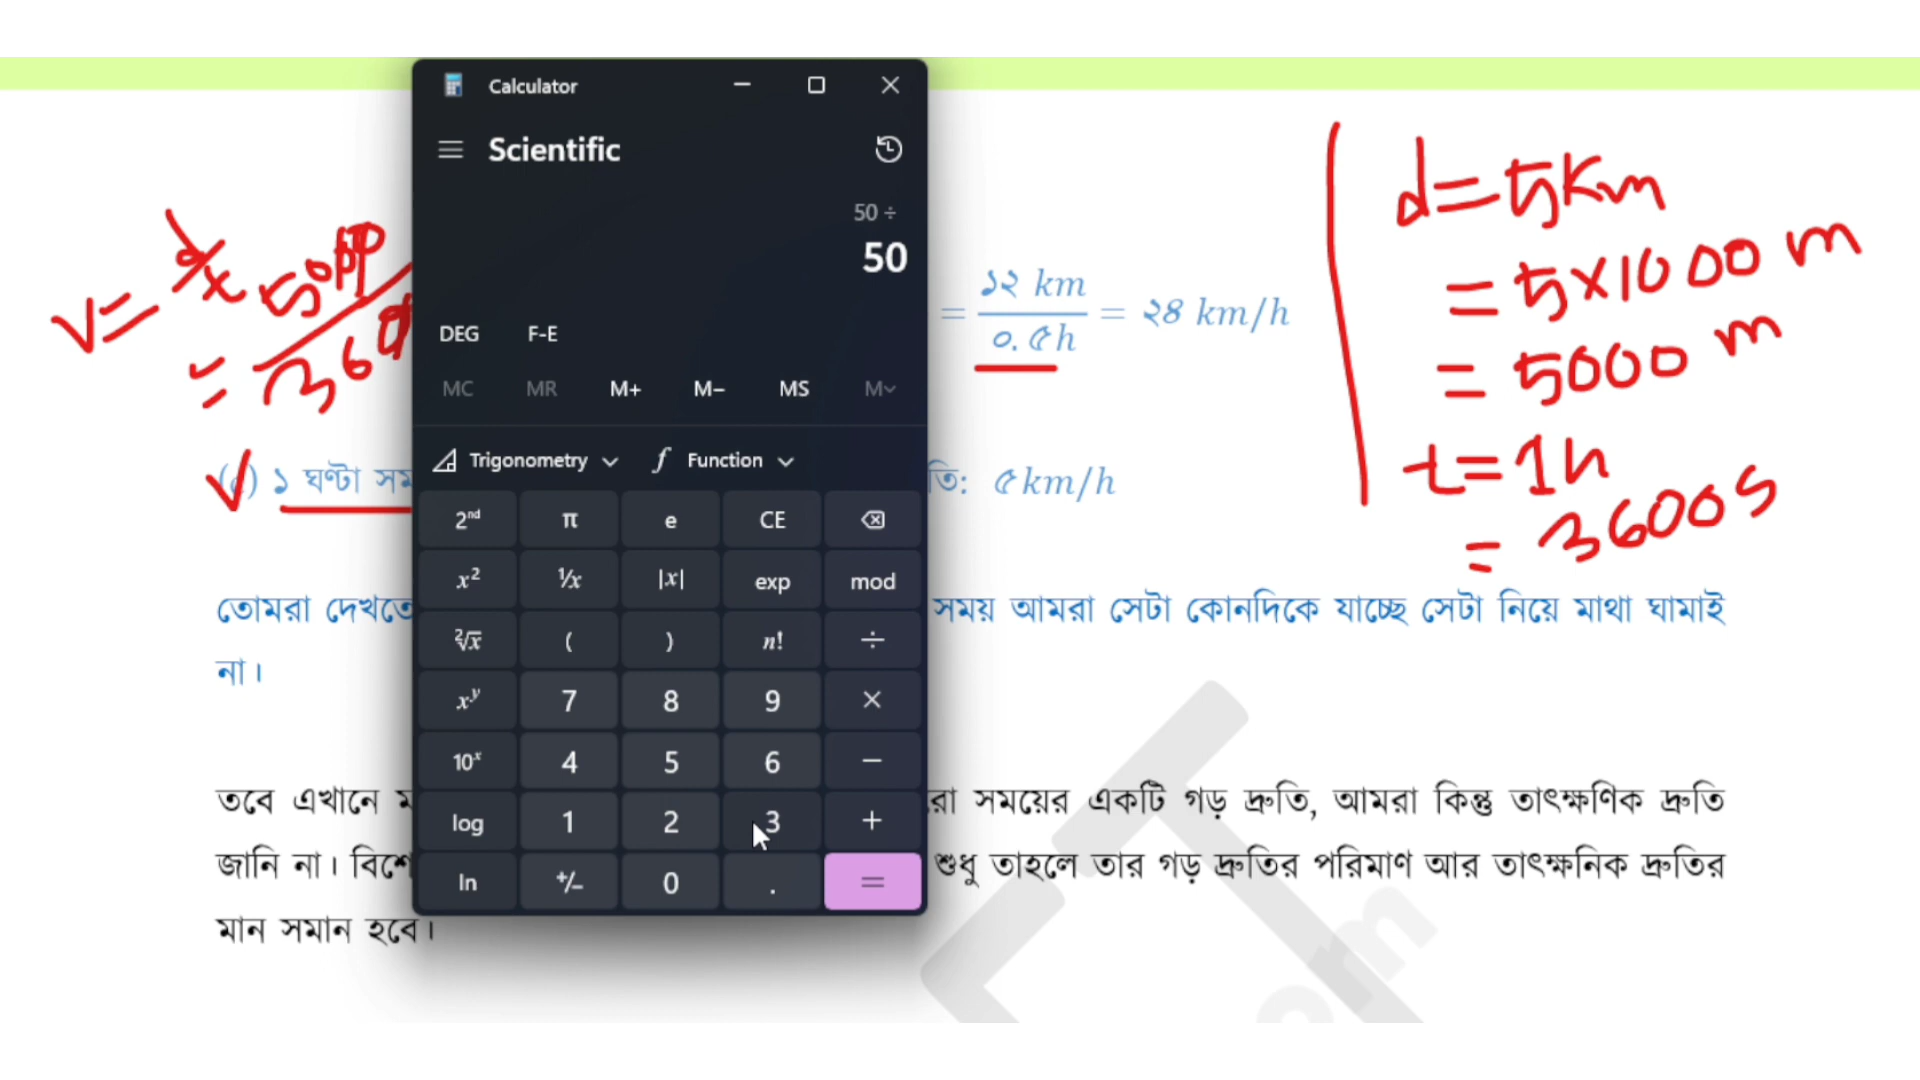 Calculator
Scientific
50 ÷
50
DEG F-E
MC MR M+ M− MS M
Trigonometry Function
2nd π e CE
x² ¹/x |x| exp mod
²√x ( ) n! ÷
xʸ 7 8 9 ×
10ˣ 4 5 6 −
log 1 2 3 +
ln +/− 0 . =
v = d/t
=
= ১২ km / ০.৫h = ২৪ km/h
) ১ ঘণ্টা
৫km/h
তোমরা সময় আমরা সেটা কোনদিকে যাচ্ছে সেটা নিয়ে মাথা ঘামাই
না।
তবে এখানে সময়ের একটি গড় দ্রুতি, আমরা কিন্তু তাৎক্ষণিক দ্রুতি
জানি না। শুধু তাহলে তার গড় দ্রুতির পরিমাণ আর তাৎক্ষনিক দ্রুতির
মান সমান হবে।
d = 5km
= 5×1000 m
= 5000 m
t = 1h
= 3600s